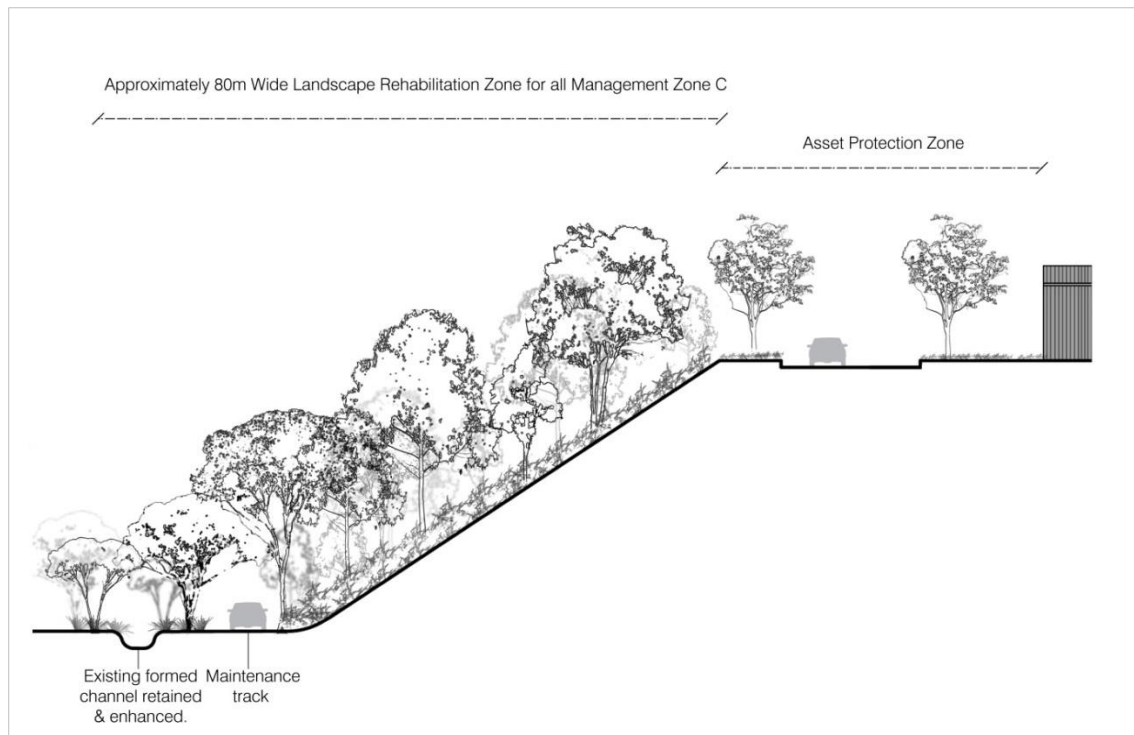 Approximately 80m Wide Landscape Rehabilitation Zone for all Management Zone C
Asset Protection Zone
Existing formed
channel retained
& enhanced.
Maintenance
track